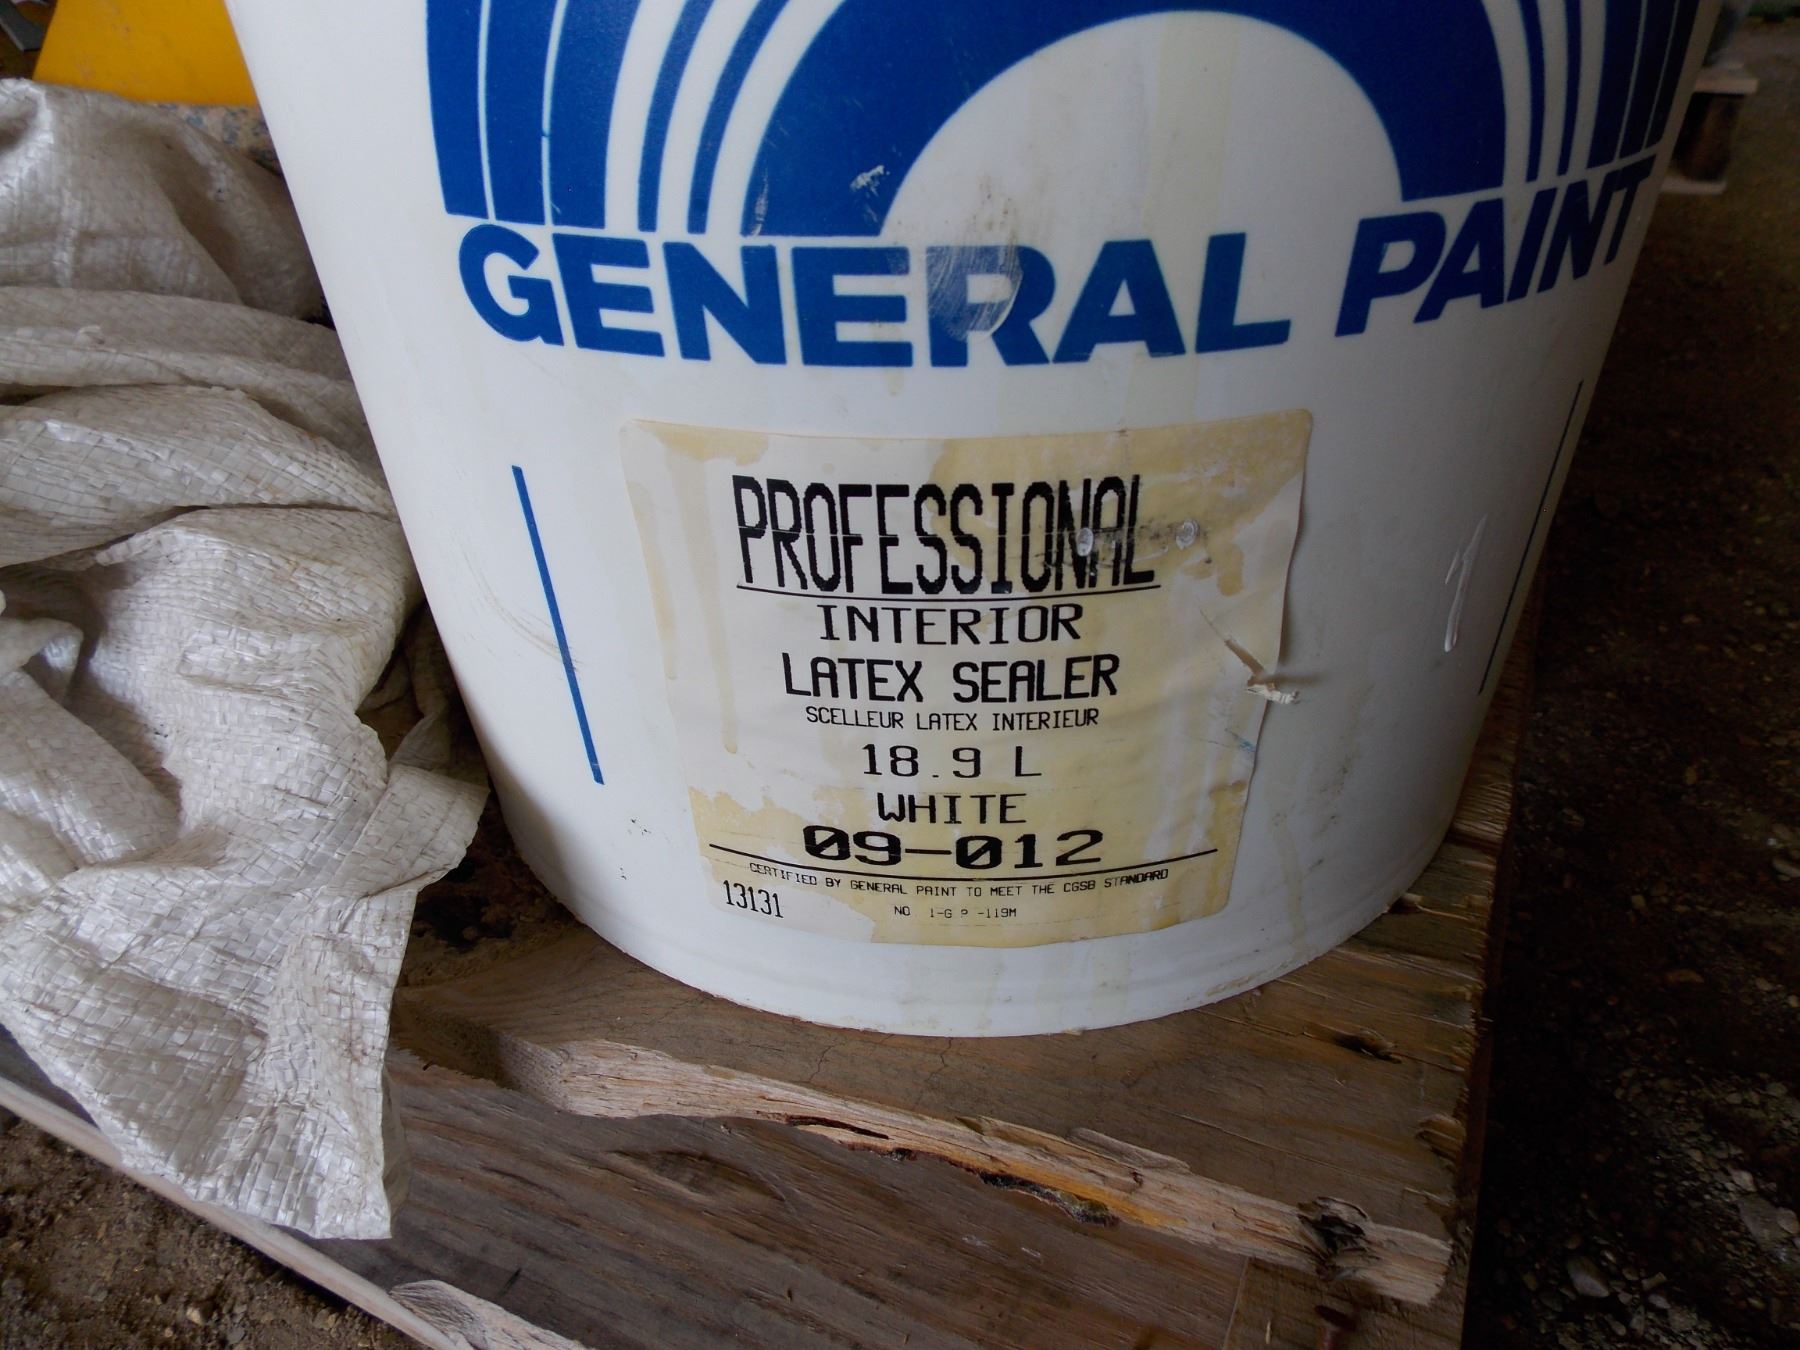 GENERAL PAINT
PROFESSIONAL
INTERIOR
LATEX SEALER
SCELLEUR LATEX INTERIEUR
18.9 L
WHITE
09-012
CERTIFIED BY GENERAL PAINT TO MEET THE CGSB STANDARD
13131
NO 1-G P -119M